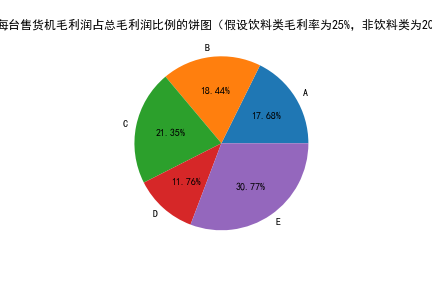 每台售货机毛利润占总毛利润比例的饼图（假设饮料类毛利率为25%，非饮料类为20
B
18.44%
A
17.68%
C
21.35%
11.76%
30.77%
D
E